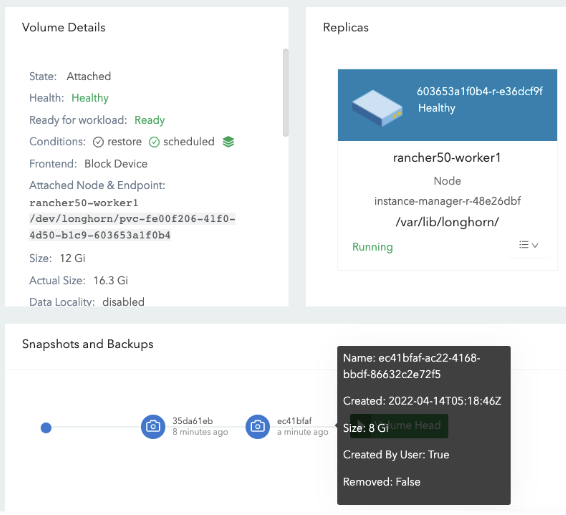 Volume Details
State: Attached
Health: Healthy
Ready for workload: Ready
Conditions: restore scheduled
Frontend: Block Device
Attached Node & Endpoint:
rancher50-worker1
/dev/longhorn/pvc-fe00f206-41f0-
4d50-b1c9-603653a1f0b4
Size: 12 Gi
Actual Size: 16.3 Gi
Data Locality: disabled
Replicas
603653a1f0b4-r-e36dcf9f
Healthy
rancher50-worker1
Node
instance-manager-r-48e26dbf
/var/lib/longhorn/
Running
Snapshots and Backups
35da61eb
8 minutes ago
ec41bfaf
a minute ago
Volume Head
Name: ec41bfaf-ac22-4168-
bbdf-86632c2e72f5
Created: 2022-04-14T05:18:46Z
Size: 8 Gi
Created By User: True
Removed: False